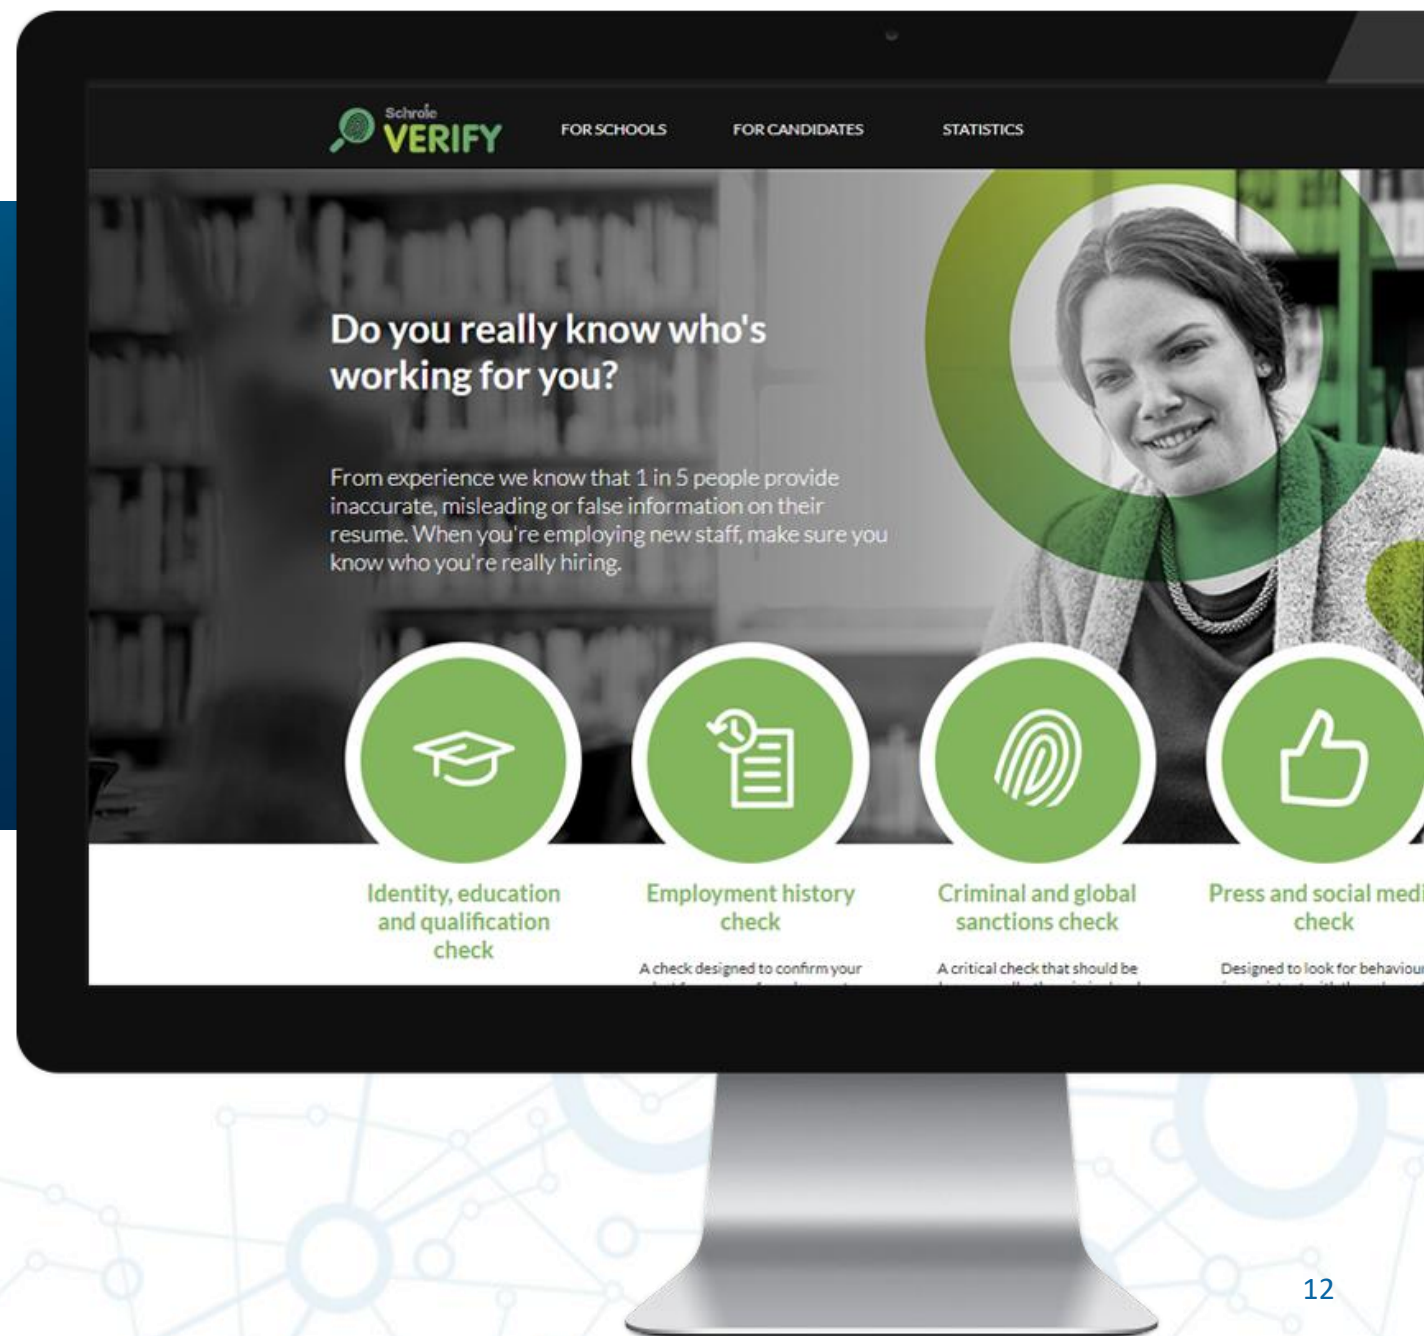 Schrole
VERIFY
FOR SCHOOLS
FOR CANDIDATES
STATISTICS
Do you really know who's
working for you?
From experience we know that 1 in 5 people provide
inaccurate, misleading or false information on their
resume. When you're employing new staff, make sure you
know who you're really hiring.
Identity, education
and qualification
check
Employment history
check
A check designed to confirm your
Criminal and global
sanctions check
A critical check that should be
Press and social medi
check
Designed to look for behaviour
12